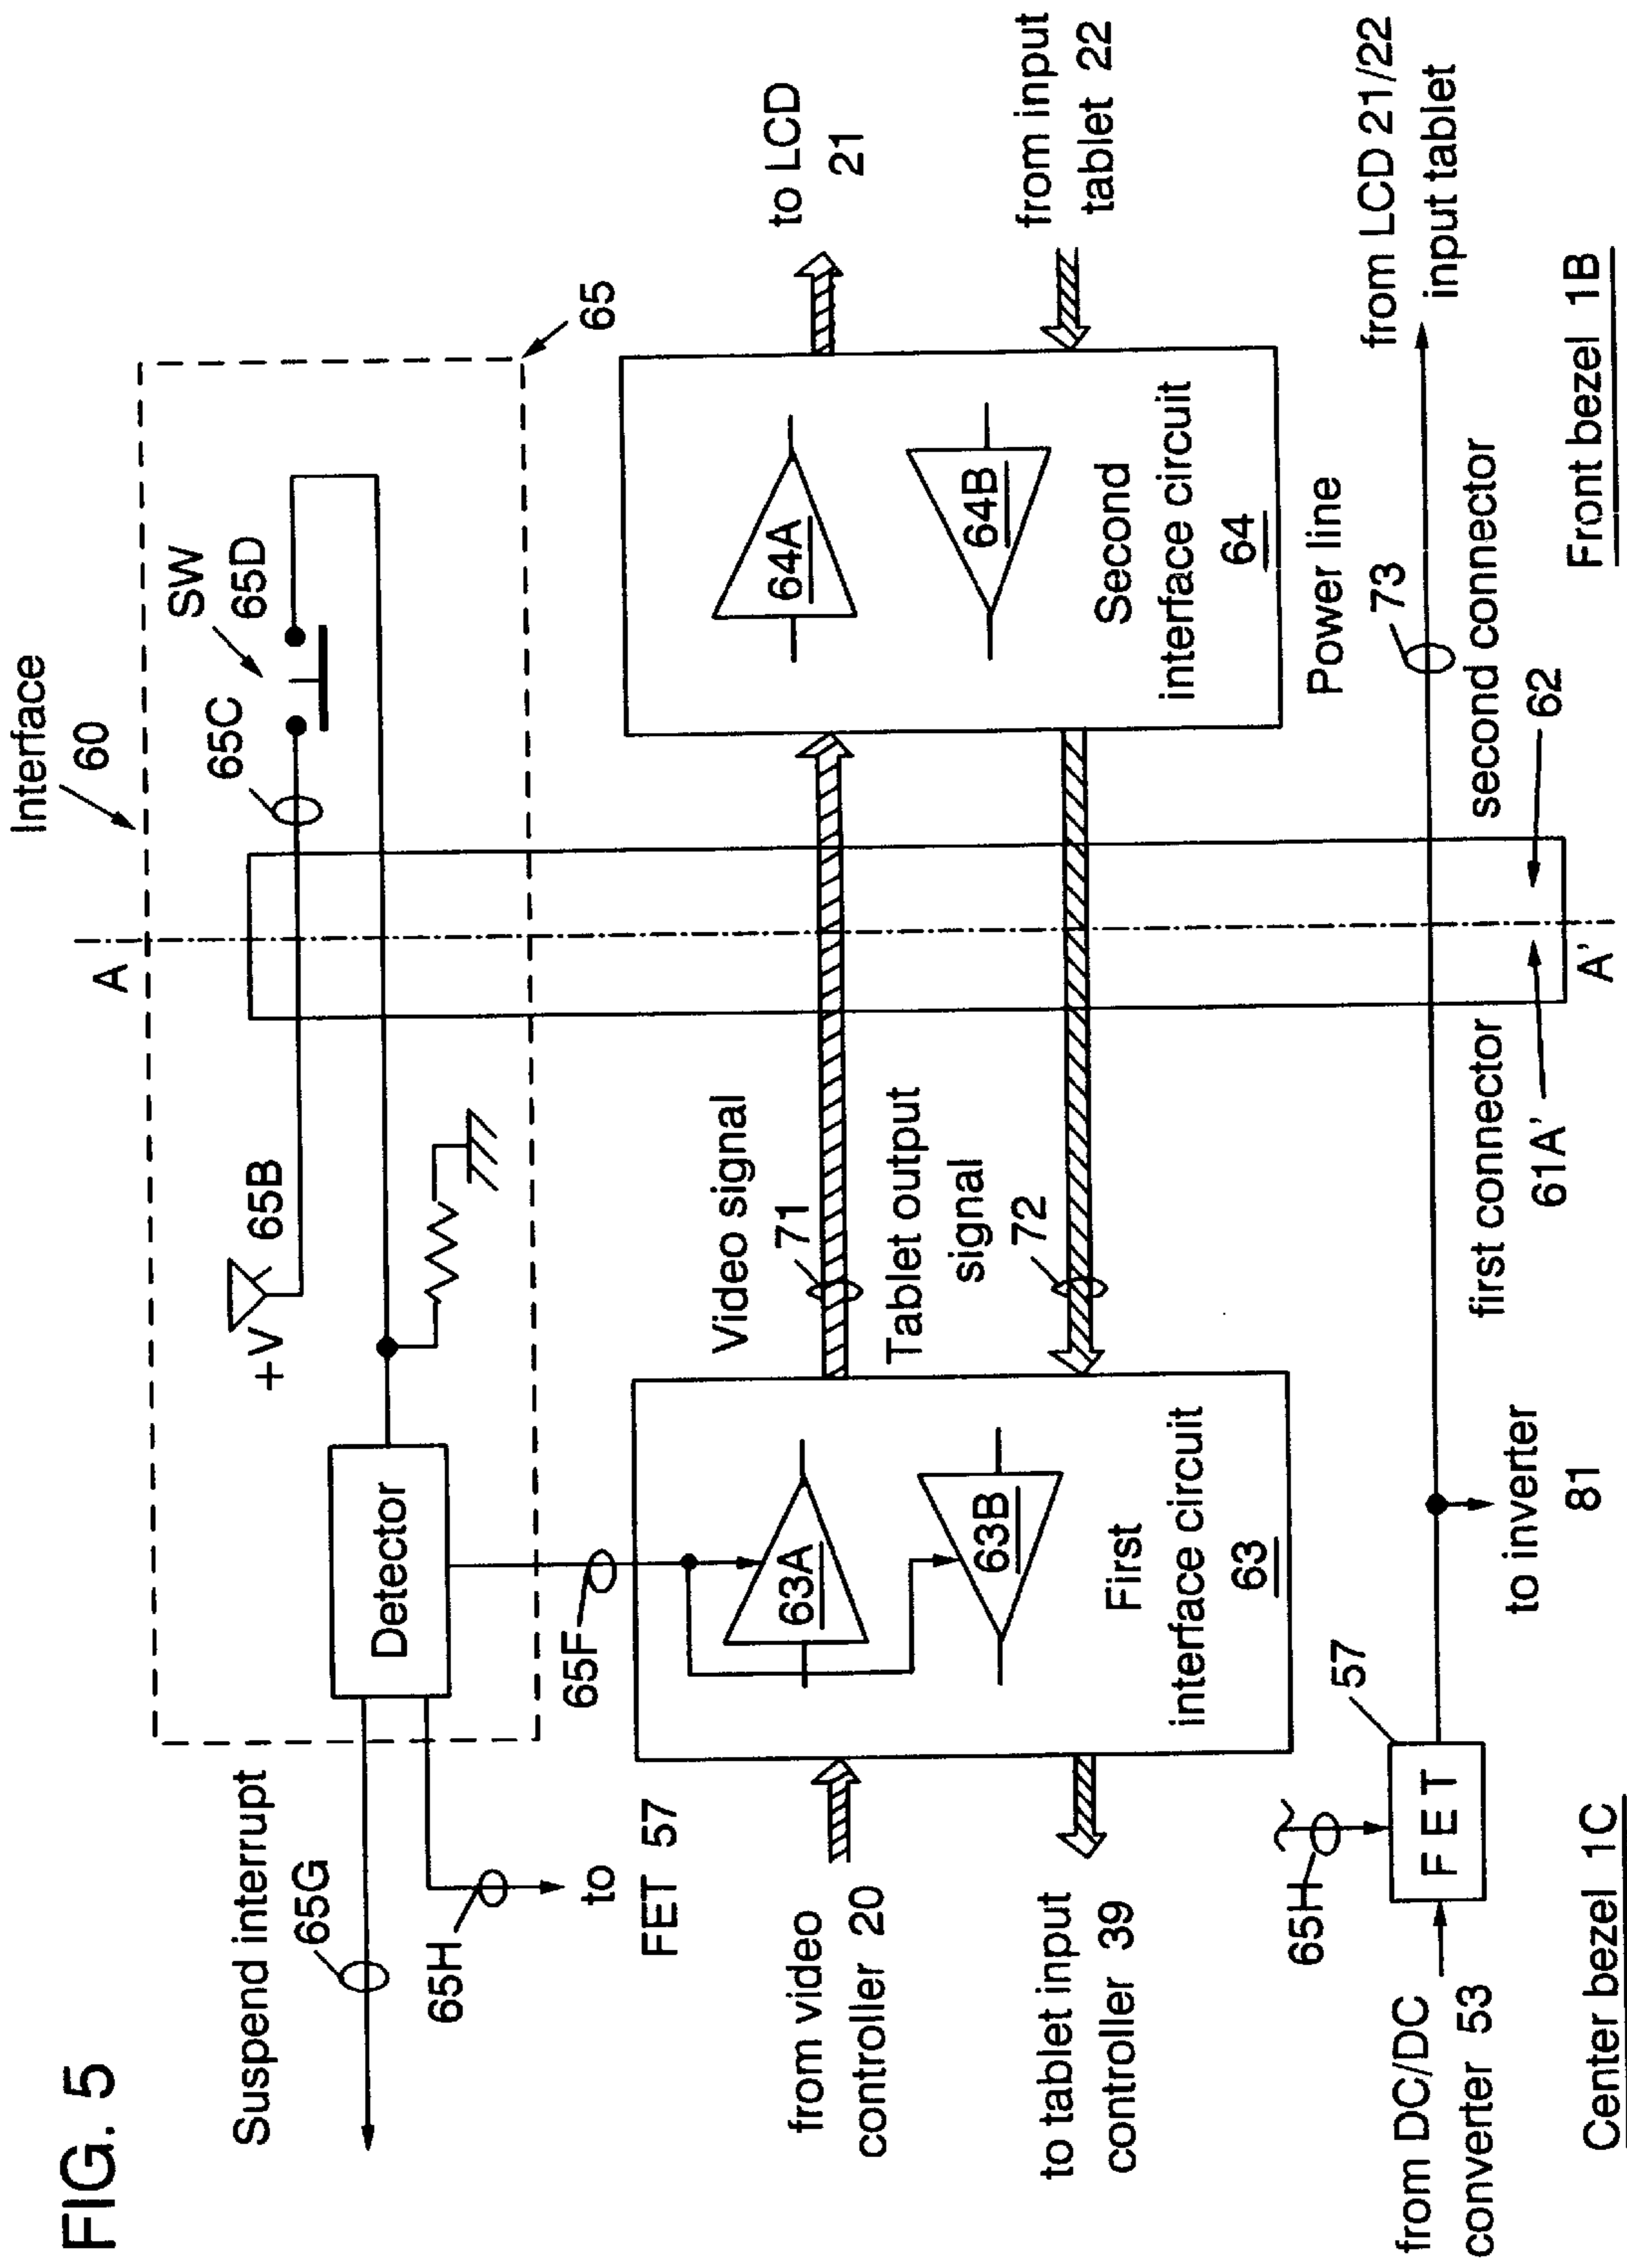 FIG. 5
Interface
60
A
SW
65D
65C
65B
+V
65
Detector
Suspend interrupt
65G
65H
to
FET 57
65F
Video signal
71
to LCD
21
from video
controller 20
63A
64A
Tablet output
signal
72
from input
tablet 22
to tablet input
controller 39
63B
64B
First
interface circuit
63
Second
interface circuit
64
Power line
73
65H
57
FET
from DC/DC
converter 53
to inverter
81
first connector
61A'
second connector
62
A'
from LCD 21/22
input tablet
Center bezel 1C
Front bezel 1B